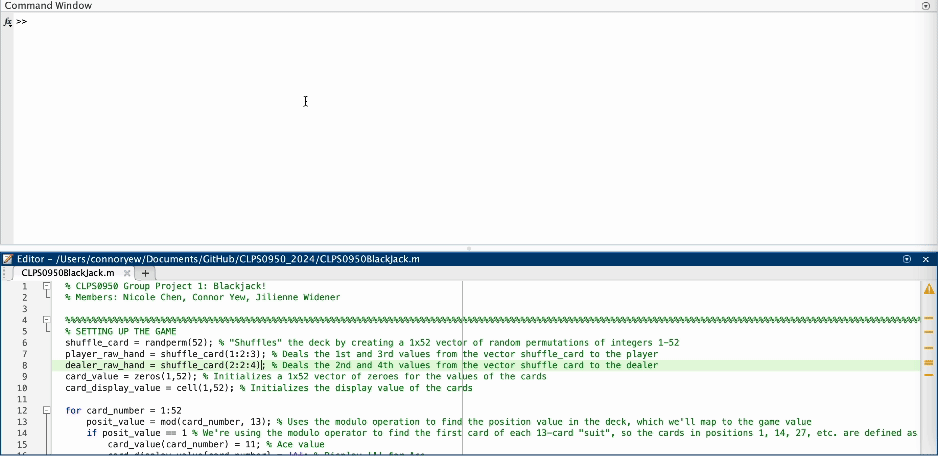 Command Window
fx >>
Editor – /Users/connoryew/Documents/GitHub/CLPS0950_2024/CLPS0950BlackJack.m
CLPS0950BlackJack.m × +
1 % CLPS0950 Group Project 1: Blackjack!
2 % Members: Nicole Chen, Connor Yew, Jilienne Widener
3
4 %%%%%%%%%%%%%%%%%%%%%%%%%%%%%%%%%%%%%%%%%%%%%%%%%%%%%%%%%%%%%%%%%%%%%%%%%%%%%%%%%%%%%%%%%%%%%%%%%%%%%%%%%%%%%%%%%%%%%%%%%%%%%%%%%%%%%%%%%%%%%%%%%%%%%%%%%%%%%%%%
5 % SETTING UP THE GAME
6 shuffle_card = randperm(52); % "Shuffles" the deck by creating a 1x52 vector of random permutations of integers 1-52
7 player_raw_hand = shuffle_card(1:2:3); % Deals the 1st and 3rd values from the vector shuffle_card to the player
8 dealer_raw_hand = shuffle_card(2:2:4); % Deals the 2nd and 4th values from the vector shuffle card to the dealer
9 card_value = zeros(1,52); % Initializes a 1x52 vector of zeroes for the values of the cards
10 card_display_value = cell(1,52); % Initializes the display value of the cards
11
12 for card_number = 1:52
13 posit_value = mod(card_number, 13); % Uses the modulo operation to find the position value in the deck, which we'll map to the game value
14 if posit_value == 1 % We're using the modulo operator to find the first card of each 13-card "suit", so the cards in positions 1, 14, 27, etc. are defined as
15 card_value(card_number) = 11; % Ace value